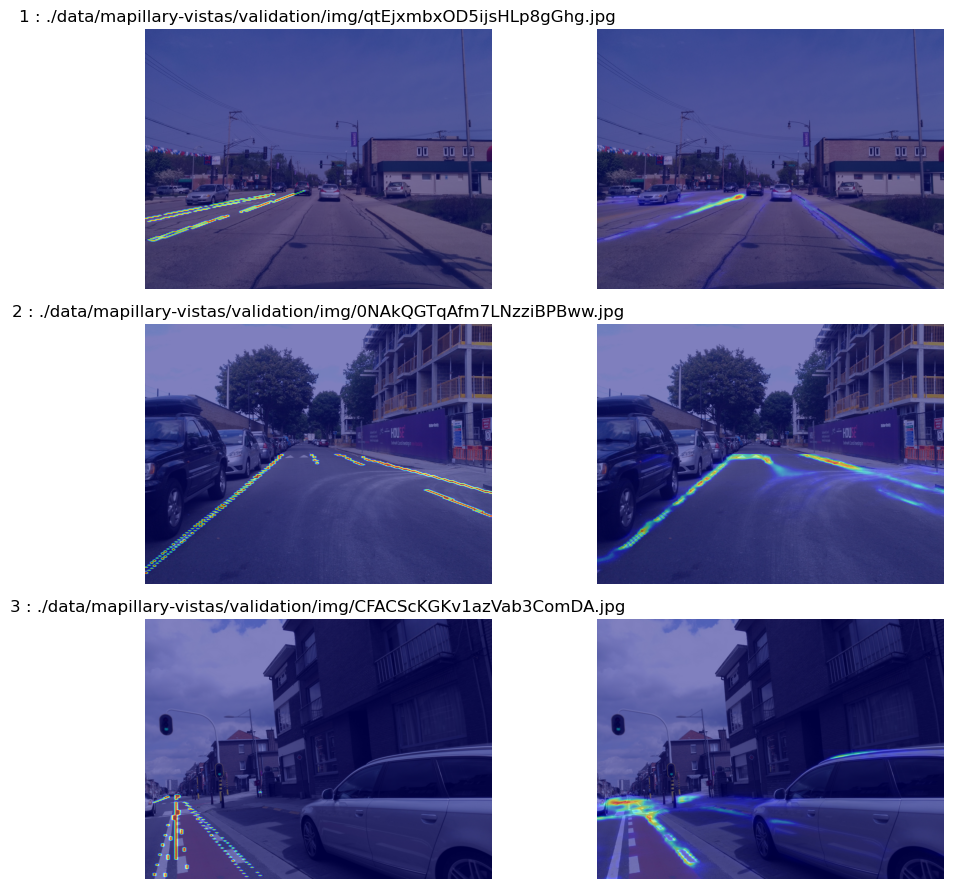 1 : ./data/mapillary-vistas/validation/img/qtEjxmbxOD5ijsHLp8gGhg.jpg
2 : ./data/mapillary-vistas/validation/img/0NAkQGTqAfm7LNzziBPBww.jpg
3 : ./data/mapillary-vistas/validation/img/CFACScKGKv1azVab3ComDA.jpg